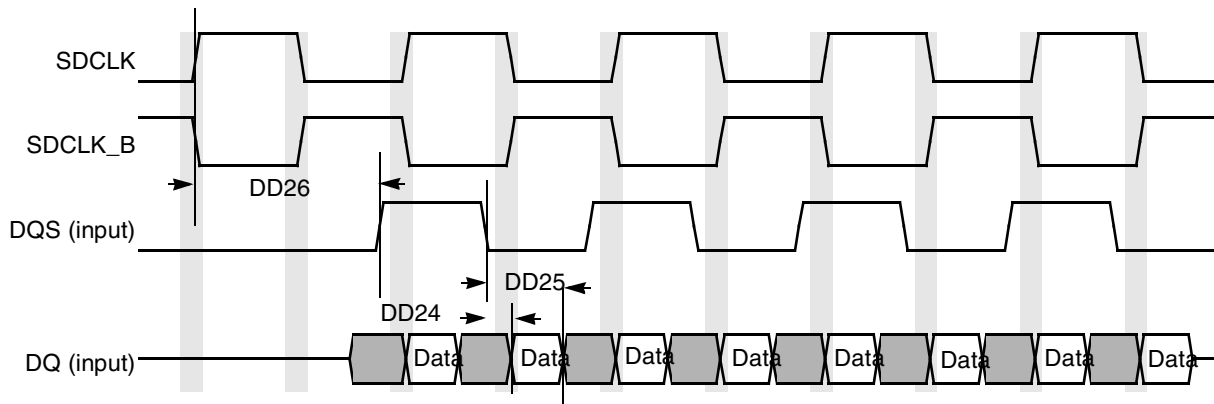 SDCLK
SDCLK_B
DD26
DQS (input)
DD25
DD24
DQ (input) Data Data Data Data Data Data Data Data